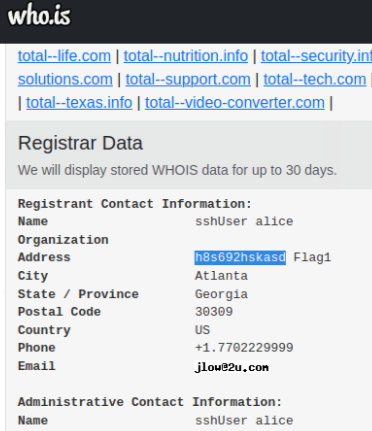 who.is
total--life.com | total--nutrition.info | total--security.inf
solutions.com | total--support.com | total--tech.com |
| total--texas.info | total--video-converter.com |
Registrar Data
We will display stored WHOIS data for up to 30 days.
Registrant Contact Information:
Name sshUser alice
Organization
Address h8s692hskasd Flag1
City Atlanta
State / Province Georgia
Postal Code 30309
Country US
Phone +1.7702229999
Email jlow@2u.com
Administrative Contact Information:
Name sshUser alice